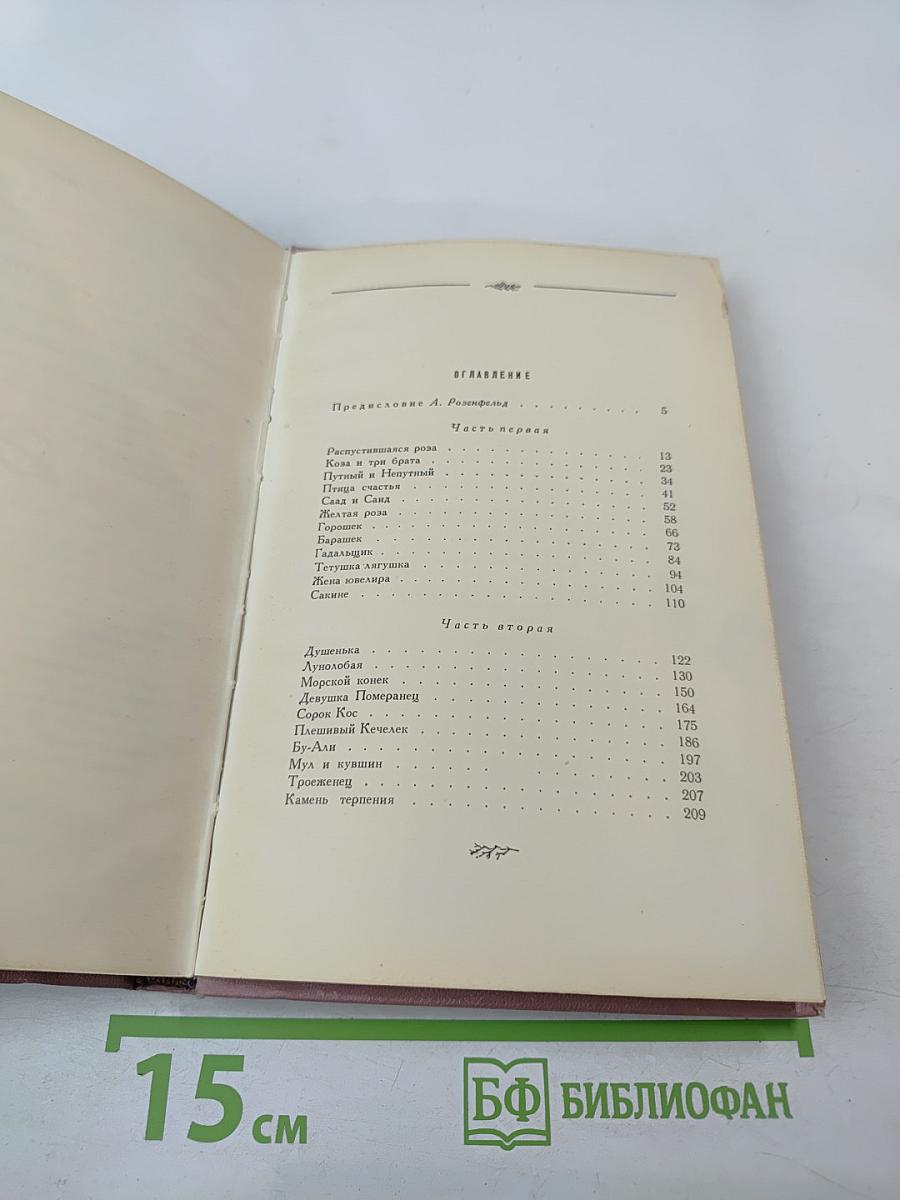 ОГЛАВЛЕНИЕ
Предисловие А. Розенфельд . . . . . . . . . 5
Часть первая
Распустившаяся роза . . . . . . . . . . . 13
Коза и три брата . . . . . . . . . . . . 23
Путный и Непутный . . . . . . . . . . . 34
Птица счастья . . . . . . . . . . . . . 41
Саад и Саид . . . . . . . . . . . . . . 52
Желтая роза . . . . . . . . . . . . . . 58
Горошек . . . . . . . . . . . . . . . . 66
Барашек . . . . . . . . . . . . . . . . 73
Гадальщик . . . . . . . . . . . . . . . 84
Тетушка лягушка . . . . . . . . . . . . 94
Жена ювелира . . . . . . . . . . . . . 104
Сакине . . . . . . . . . . . . . . . . 110
Часть вторая
Душенька . . . . . . . . . . . . . . . 122
Лунолобая . . . . . . . . . . . . . . . 130
Морской конек . . . . . . . . . . . . . 150
Девушка Померанец . . . . . . . . . . . 164
Сорок Кос . . . . . . . . . . . . . . . 175
Плешивый Кечелек . . . . . . . . . . . 186
Бу-Али . . . . . . . . . . . . . . . . 197
Мул и кувшин . . . . . . . . . . . . . 203
Троеженец . . . . . . . . . . . . . . . 207
Камень терпения . . . . . . . . . . . . 209
15 см
БФ БИБЛИОФАН